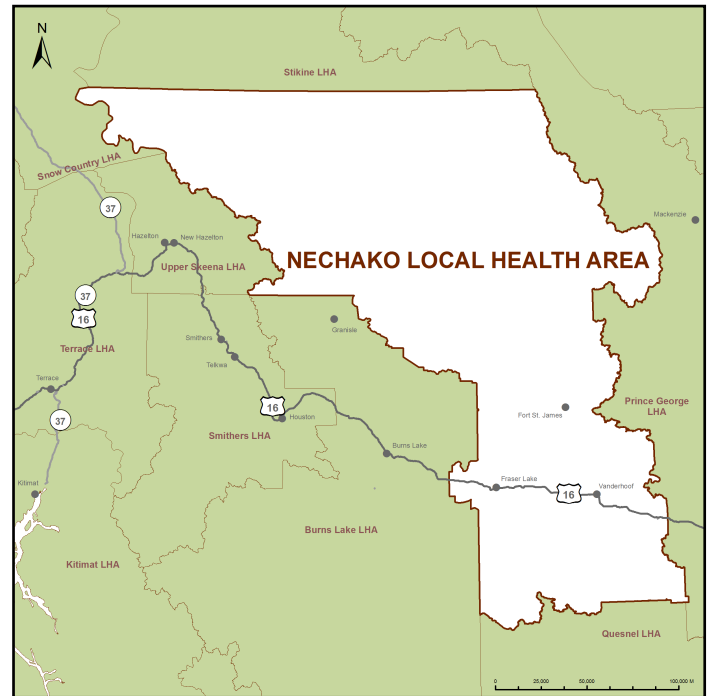 N
Stikine LHA
Snow Country LHA
37
Mackenzie
Hazelton
New Hazelton
Upper Skeena LHA
NECHAKO LOCAL HEALTH AREA
37
16
Granisle
Smithers
Terrace LHA
Telkwa
Terrace
Prince George
LHA
16
Houston
Fort St. James
37
Smithers LHA
Burns Lake
Fraser Lake
Vanderhoof
16
Kitimat
Burns Lake LHA
Kitimat LHA
Quesnel LHA
0
25,000
50,000
100,000 M